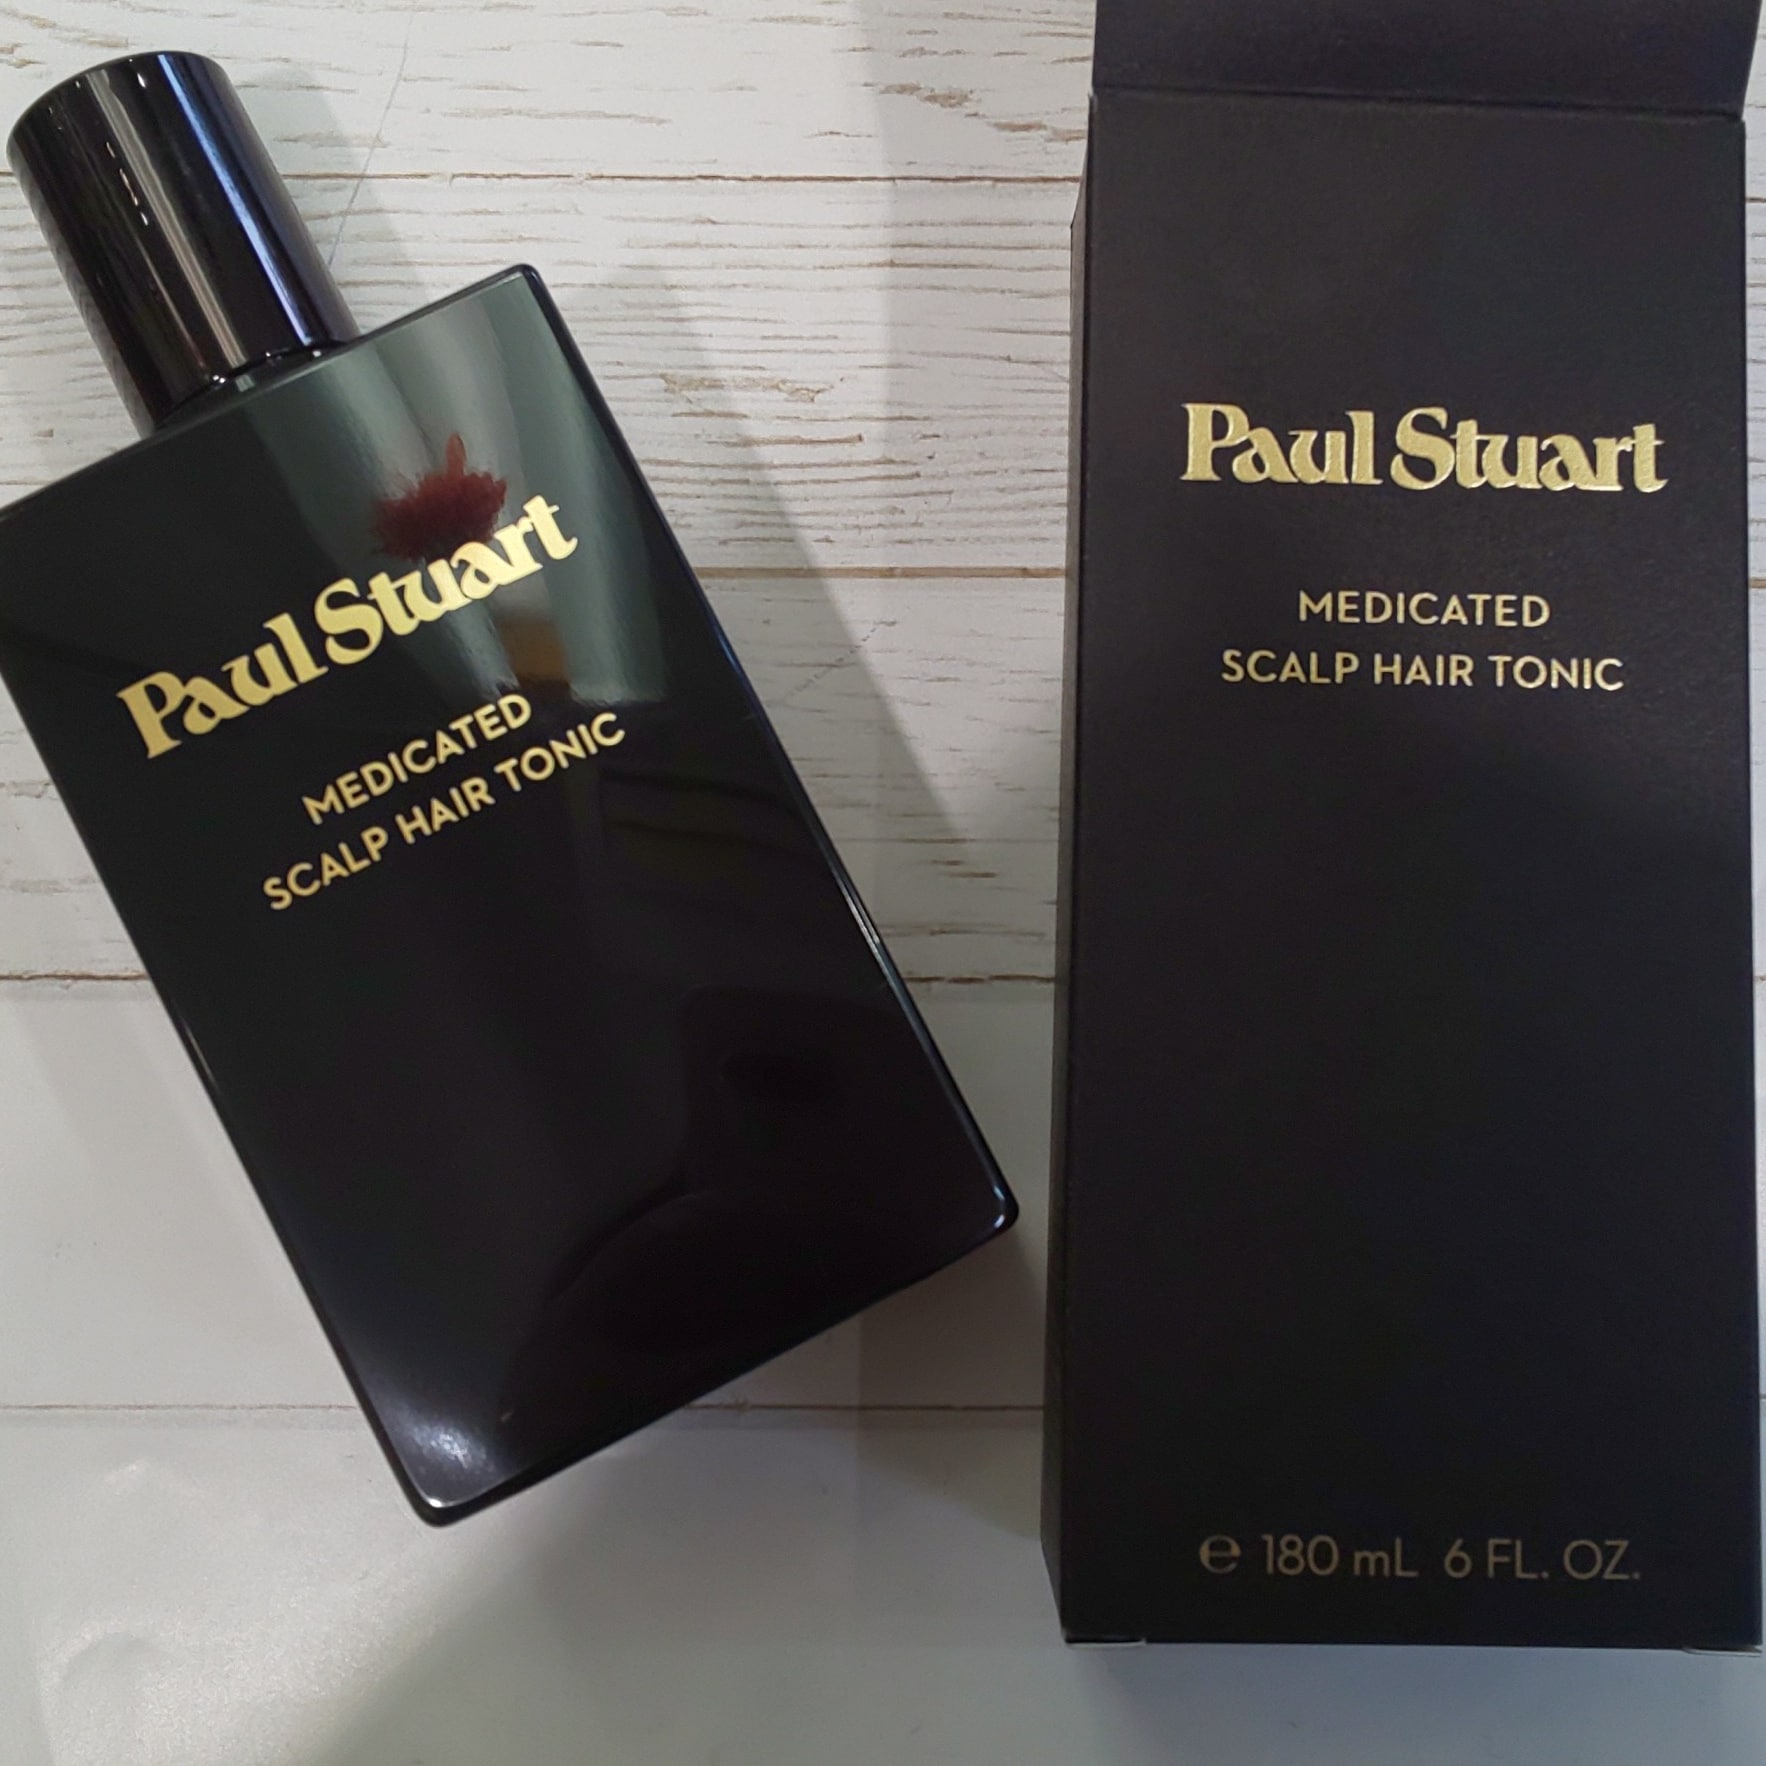 Paul Stuart
MEDICATED
SCALP HAIR TONIC
Paul Stuart
MEDICATED
SCALP HAIR TONIC
℮ 180 mL 6 FL. OZ.